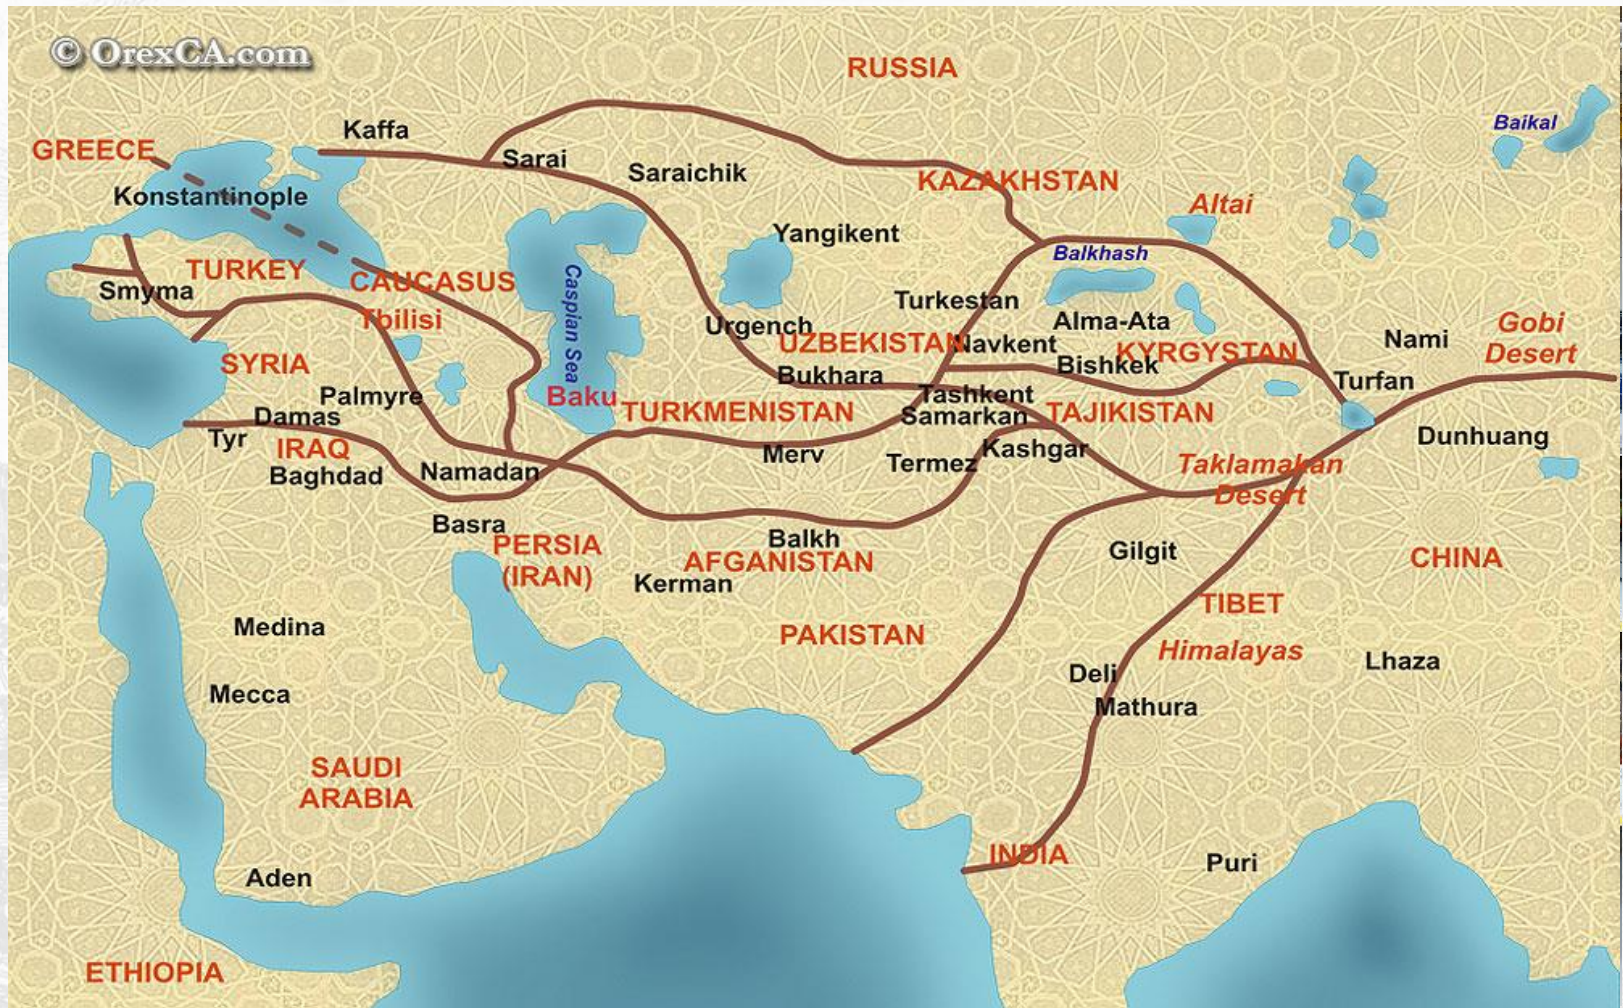 © OrexCA.com
RUSSIA
Baikal
Kaffa
GREECE
Sarai
Saraichik
KAZAKHSTAN
Konstantinople
Altai
Yangikent
Balkhash
TURKEY
CAUCASUS
Caspian Sea
Smyma
Turkestan
Tbilisi
Urgench
Alma-Ata
Gobi
Desert
UZBEKISTAN
Navkent
KYRGYSTAN
Nami
SYRIA
Bishkek
Bukhara
Turfan
Palmyre
Baku
Tashkent
Damas
TURKMENISTAN
Samarkan
TAJIKISTAN
Tyr
IRAQ
Merv
Kashgar
Dunhuang
Baghdad
Namadan
Termez
Taklamakan
Desert
Basra
PERSIA
(IRAN)
Balkh
Gilgit
AFGANISTAN
CHINA
Kerman
TIBET
Medina
PAKISTAN
Himalayas
Lhaza
Deli
Mecca
Mathura
SAUDI
ARABIA
INDIA
Puri
Aden
ETHIOPIA